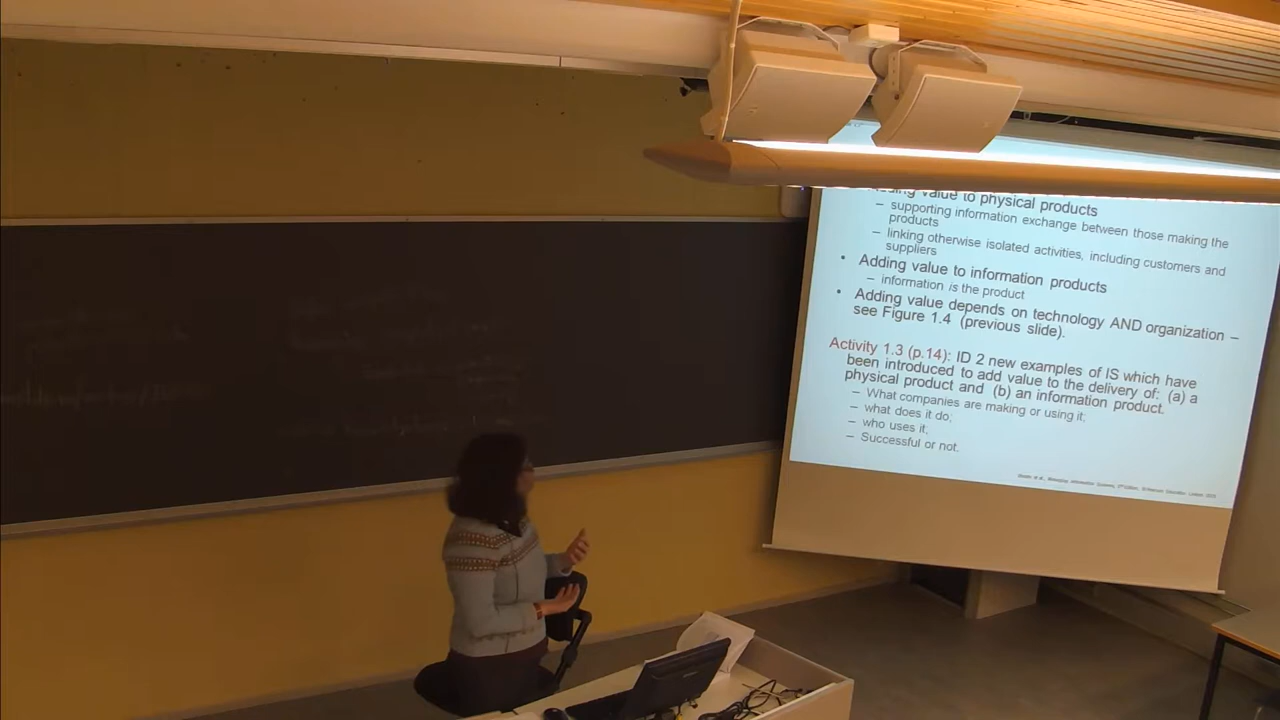 Adding value to physical products
– supporting information exchange between those making the
products
– linking otherwise isolated activities, including customers and
suppliers
• Adding value to information products
– information is the product
• Adding value depends on technology AND organization –
see Figure 1.4 (previous slide).
Activity 1.3 (p.14): ID 2 new examples of IS which have
been introduced to add value to the delivery of: (a) a
physical product and (b) an information product.
– What companies are making or using it;
– what does it do;
– who uses it;
– Successful or not.